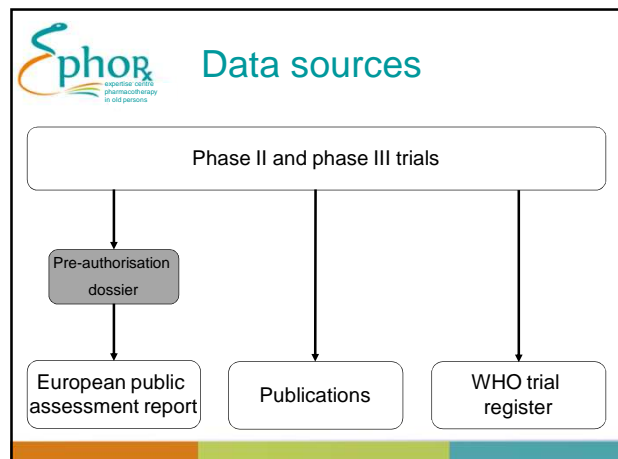 Ephor
expertise centre
pharmacotherapy
in old persons
Data sources
Phase II and phase III trials
Pre-authorisation
dossier
European public
assessment report
Publications
WHO trial
register